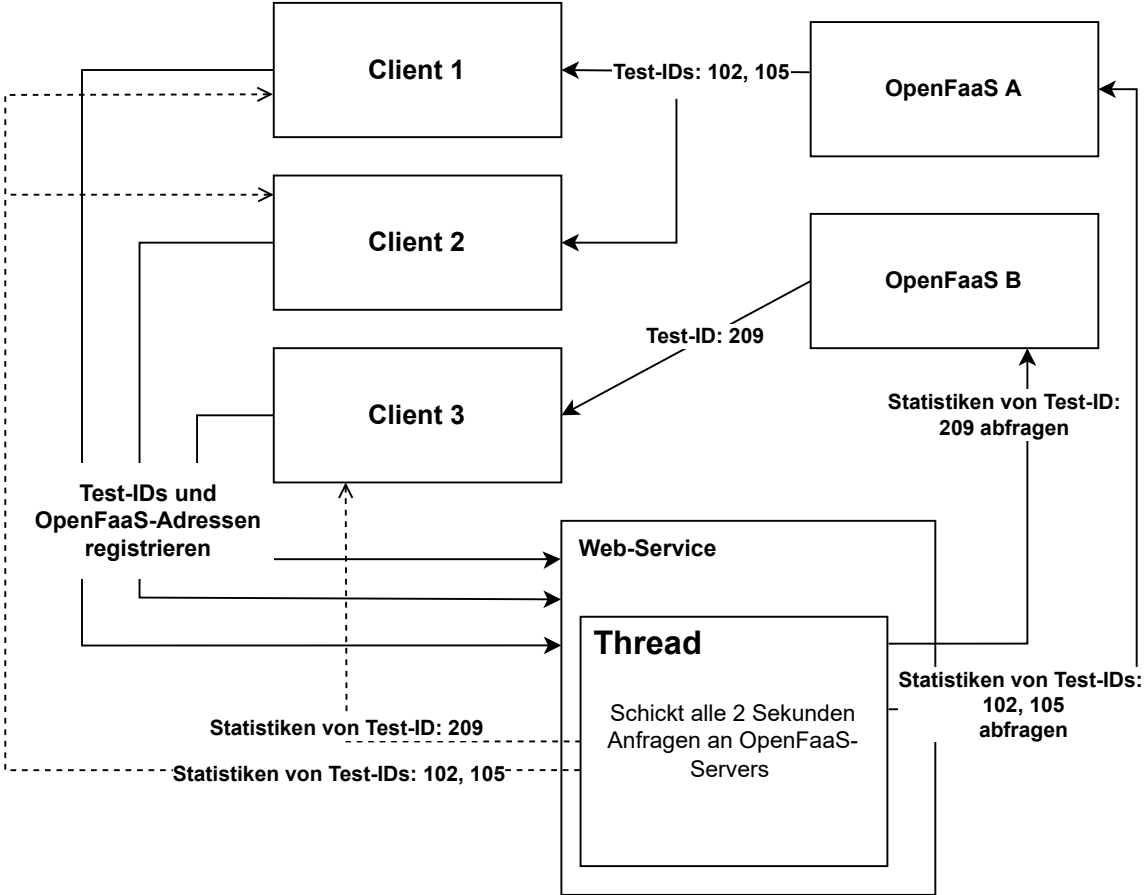 Client 1
Test-IDs: 102, 105
OpenFaaS A
Client 2
OpenFaaS B
Test-ID: 209
Client 3
Statistiken von Test-ID:
209 abfragen
Test-IDs und
OpenFaaS-Adressen
registrieren
Web-Service
Thread
Schickt alle 2 Sekunden
Anfragen an OpenFaaS-
Servers
Statistiken von Test-IDs:
102, 105
abfragen
Statistiken von Test-ID: 209
Statistiken von Test-IDs: 102, 105